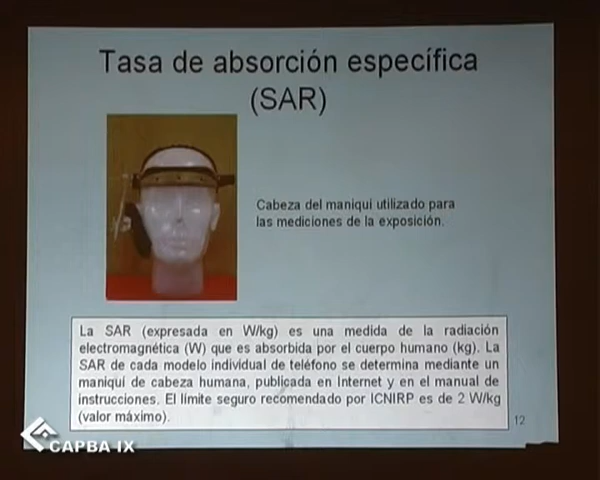 Tasa de absorción específica
(SAR)
Cabeza del maniquí utilizado para
las mediciones de la exposición.
La SAR (expresada en W/kg) es una medida de la radiación
electromagnética (W) que es absorbida por el cuerpo humano (kg). La
SAR de cada modelo individual de teléfono se determina mediante un
maniquí de cabeza humana, publicada en Internet y en el manual de
instrucciones. El límite seguro recomendado por ICNIRP es de 2 W/kg
(valor máximo).
12
CAPBA IX